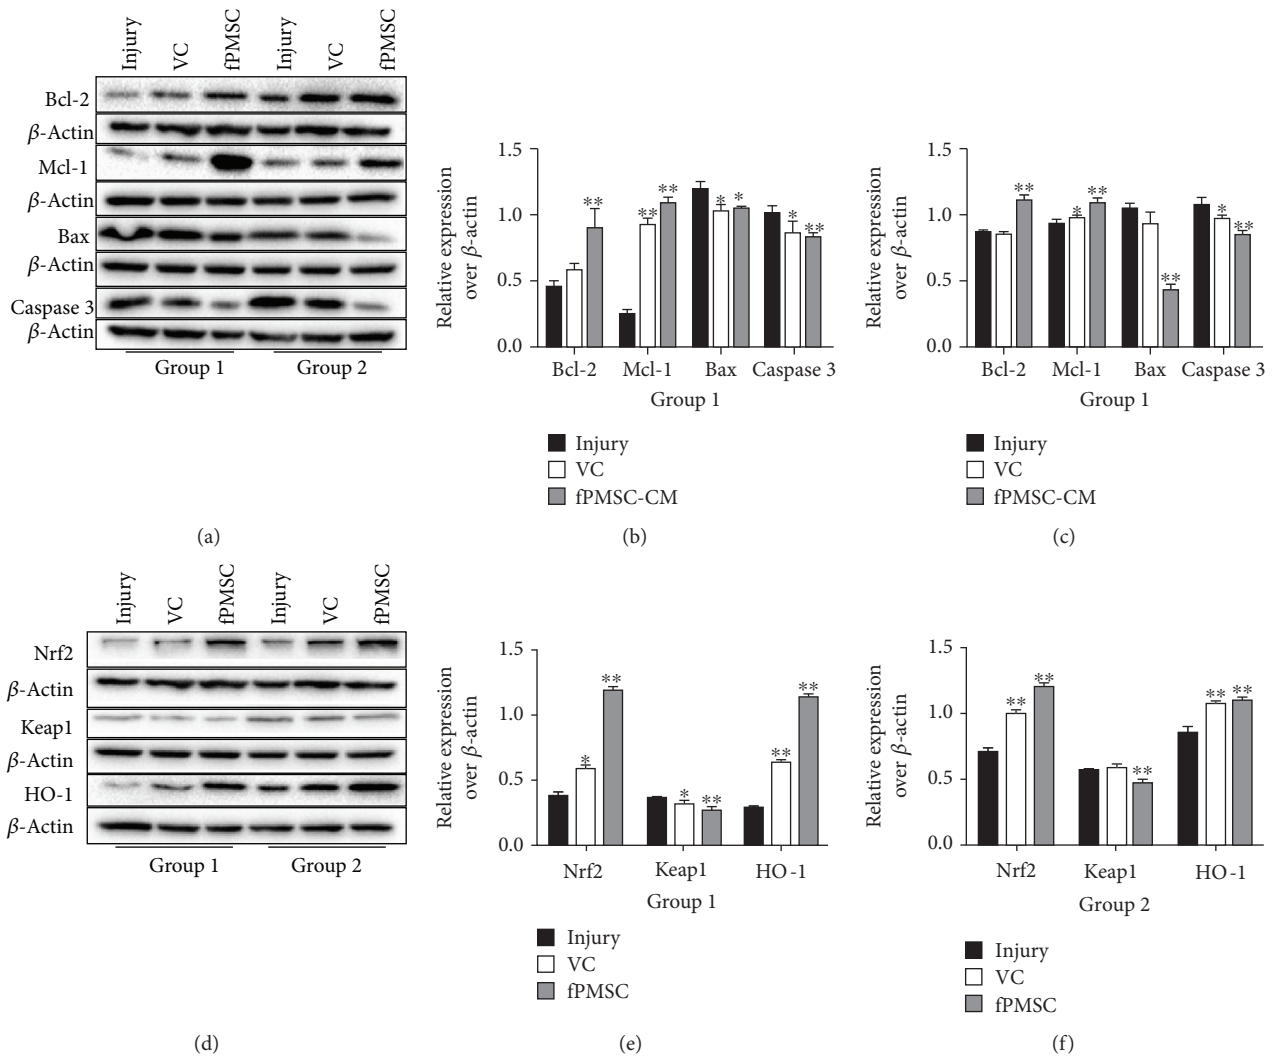 Injury
VC
fPMSC
Injury
VC
fPMSC
Bcl-2
β-Actin
Mcl-1
β-Actin
Bax
β-Actin
Caspase 3
β-Actin
Group 1
Group 2
(a)
Relative expression
over β-actin
1.5
1.0
0.5
0.0
**
** **
* *
* **
Bcl-2 Mcl-1 Bax Caspase 3
Group 1
Injury
VC
fPMSC-CM
(b)
Relative expression
over β-actin
1.5
1.0
0.5
0.0
**
* **
**
* **
Bcl-2 Mcl-1 Bax Caspase 3
Group 1
Injury
VC
fPMSC-CM
(c)
Injury
VC
fPMSC
Injury
VC
fPMSC
Nrf2
β-Actin
Keap1
β-Actin
HO-1
β-Actin
Group 1
Group 2
(d)
Relative expression
over β-actin
1.5
1.0
0.5
0.0
* **
* **
** **
Nrf2 Keap1 HO-1
Group 1
Injury
VC
fPMSC
(e)
Relative expression
over β-actin
1.5
1.0
0.5
0.0
** **
**
** **
Nrf2 Keap1 HO-1
Group 2
Injury
VC
fPMSC
(f)